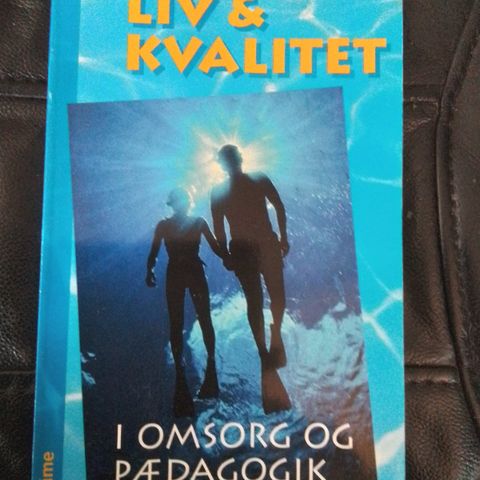 LIV &
KVALITET
I OMSORG OG
PÆDAGOGIK